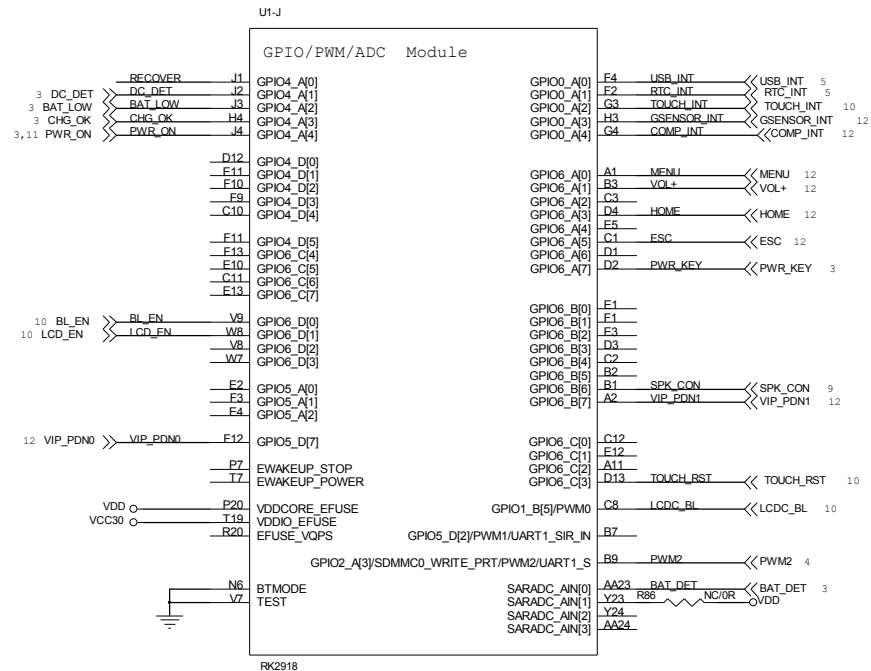 U1-J
GPIO/PWM/ADC Module
RECOVER J1 GPIO4_A[0]
3 DC_DET DC_DET J2 GPIO4_A[1]
3 BAT_LOW BAT_LOW J3 GPIO4_A[2]
3 CHG_OK CHG_OK H4 GPIO4_A[3]
3,11 PWR_ON PWR_ON J4 GPIO4_A[4]
D12 GPIO4_D[0]
E11 GPIO4_D[1]
F10 GPIO4_D[2]
F9 GPIO4_D[3]
C10 GPIO4_D[4]
F11 GPIO4_D[5]
F13 GPIO6_C[4]
E10 GPIO6_C[5]
C11 GPIO6_C[6]
E13 GPIO6_C[7]
10 BL_EN BL_EN V9 GPIO6_D[0]
10 LCD_EN LCD_EN W8 GPIO6_D[1]
V8 GPIO6_D[2]
W7 GPIO6_D[3]
E2 GPIO5_A[0]
F3 GPIO5_A[1]
E4 GPIO5_A[2]
12 VIP_PDN0 VIP_PDN0 F12 GPIO5_D[7]
P7 EWAKEUP_STOP
T7 EWAKEUP_POWER
VDD P20 VDDCORE_EFUSE
VCC30 T19 VDDIO_EFUSE
R20 EFUSE_VQPS
N6 BTMODE
V7 TEST
GPIO0_A[0] F4 USB_INT USB_INT 5
GPIO0_A[1] F2 RTC_INT RTC_INT 5
GPIO0_A[2] G3 TOUCH_INT TOUCH_INT 10
GPIO0_A[3] H3 GSENSOR_INT GSENSOR_INT 12
GPIO0_A[4] G4 COMP_INT COMP_INT 12
GPIO6_A[0] A1 MENU MENU 12
GPIO6_A[1] B3 VOL+ VOL+ 12
GPIO6_A[2] C3
GPIO6_A[3] D4 HOME HOME 12
GPIO6_A[4] E5
GPIO6_A[5] C1 ESC ESC 12
GPIO6_A[6] D1
GPIO6_A[7] D2 PWR_KEY PWR_KEY 3
GPIO6_B[0] E1
GPIO6_B[1] F1
GPIO6_B[2] E3
GPIO6_B[3] D3
GPIO6_B[4] C2
GPIO6_B[5] B2
GPIO6_B[6] B1 SPK_CON SPK_CON 9
GPIO6_B[7] A2 VIP_PDN1 VIP_PDN1 12
GPIO6_C[0] C12
GPIO6_C[1] E12
GPIO6_C[2] A11
GPIO6_C[3] D13 TOUCH_RST TOUCH_RST 10
GPIO1_B[5]/PWM0 C8 LCDC_BL LCDC_BL 10
GPIO5_D[2]/PWM1/UART1_SIR_IN B7
GPIO2_A[3]/SDMMC0_WRITE_PRT/PWM2/UART1_S B9 PWM2 PWM2 4
SARADC_AIN[0] AA23 BAT_DET BAT_DET 3
SARADC_AIN[1] Y23 R86 NC/0R VDD
SARADC_AIN[2] Y24
SARADC_AIN[3] AA24
RK2918